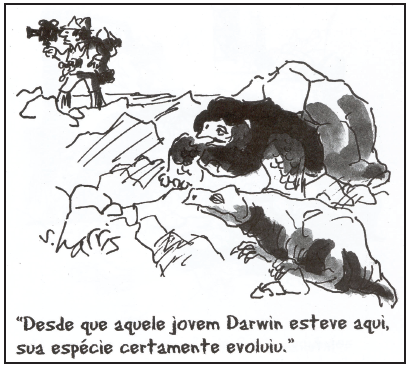 S. Harris
"Desde que aquele jovem Darwin esteve aqui,
sua espécie certamente evoluiu."